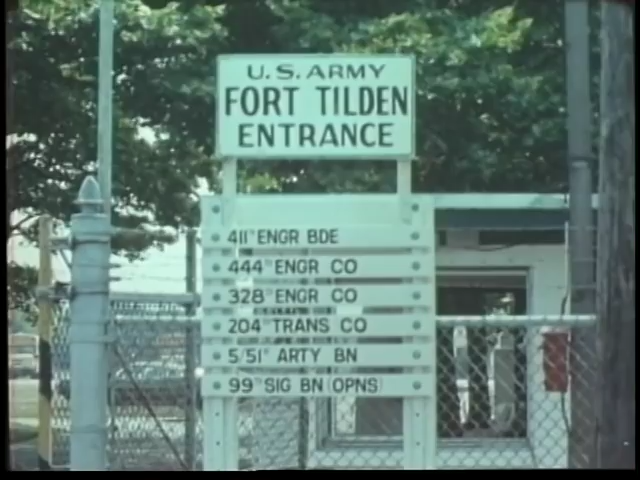 U.S. ARMY
FORT TILDEN
ENTRANCE
411TH ENGR BDE
444TH ENGR CO
328TH ENGR CO
204TH TRANS CO
5/51ST ARTY BN
99TH SIG BN (OPNS)